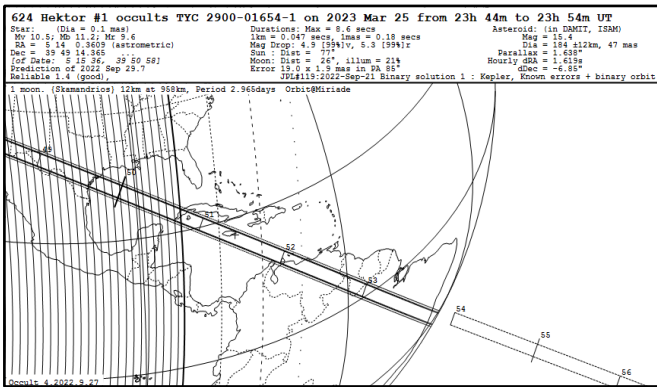 624 Hektor #1 occults TYC 2900-01654-1 on 2023 Mar 25 from 23h 44m to 23h 54m UT
Star: (Dia = 0.1 mas)
Mv 10.5; Mb 11.2; Mr 9.6
RA = 5 14 0.3609 (astrometric)
Dec = 39 49 14.365 ...
[of Date: 5 15 36, 39 50 58]
Prediction of 2022 Sep 29.7
Reliable 1.4 (good),
Durations: Max = 8.6 secs
1km = 0.047 secs, 1mas = 0.18 secs
Mag Drop: 4.9 [99%]v, 5.3 [99%]r
Sun : Dist = 77°
Moon: Dist = 26°, illum = 21%
Error 19.0 x 1.9 mas in PA 85°
Asteroid: (in DAMIT, ISAM)
Mag = 15.4
Dia = 184 ±12km, 47 mas
Parallax = 1.638"
Hourly dRA = 1.619s
dDec = -6.85"
JPL#119:2022-Sep-21 Binary solution 1 : Kepler, Known errors + binary orbit
1 moon. {Skamandrios} 12km at 958km, Period 2.965days Orbit@Miriade
49
50
51
52
53
54
55
56
Occult 4.2022.9.27